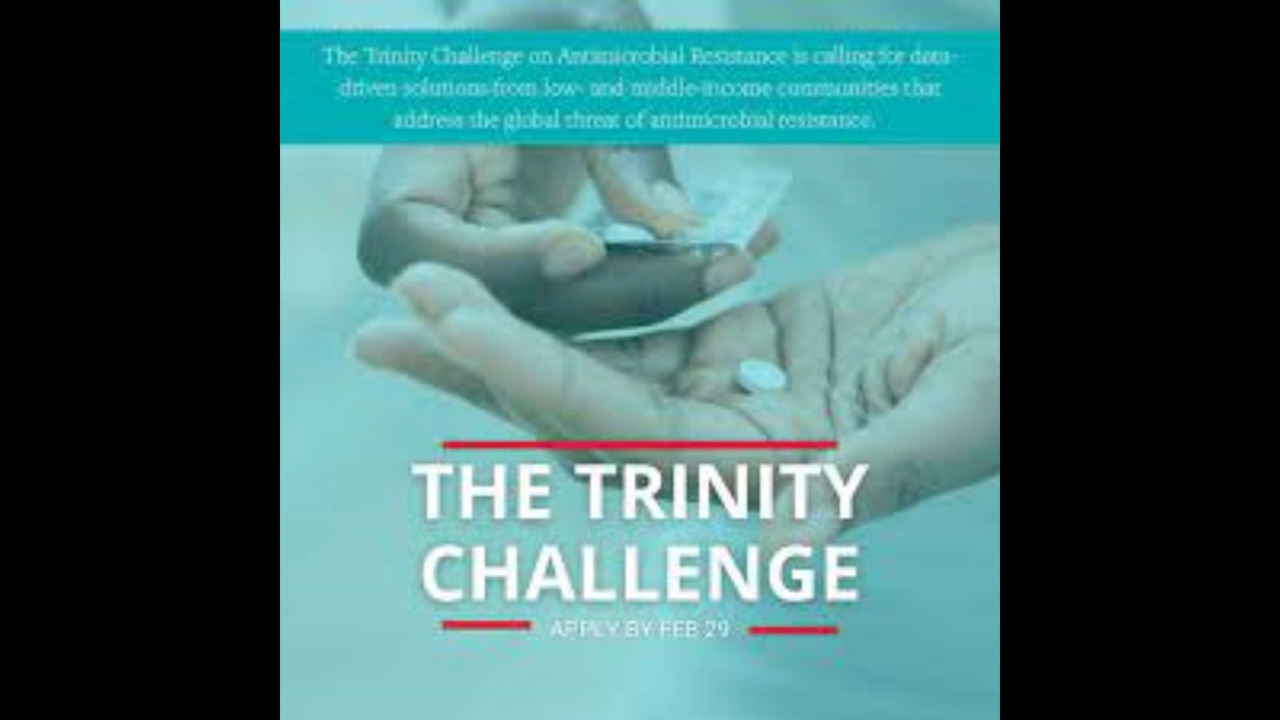 The Trinity Challenge on Antimicrobial Resistance is calling for data-
driven solutions from low- and middle-income communities that
address the global threat of antimicrobial resistance.
THE TRINITY
CHALLENGE
APPLY BY FEB 29